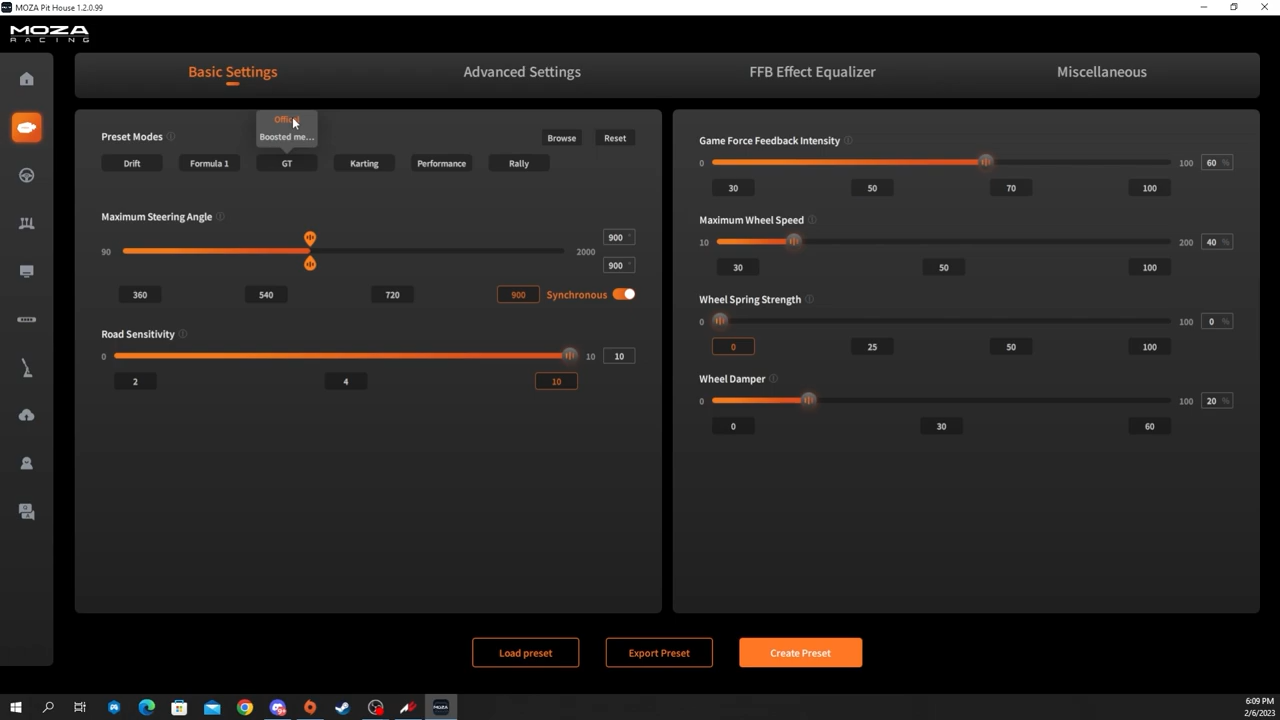 MOZA Pit House 1.2.0.99
MOZA
RACING
Basic Settings
Advanced Settings
FFB Effect Equalizer
Miscellaneous
Official
Boosted me...
Preset Modes
Browse
Reset
Drift
Formula 1
GT
Karting
Performance
Rally
Maximum Steering Angle
90
2000
900 °
900 °
360
540
720
900
Synchronous
Road Sensitivity
0
10
10
2
4
10
Game Force Feedback Intensity
0
100
60 %
30
50
70
100
Maximum Wheel Speed
10
200
40 %
30
50
100
Wheel Spring Strength
0
100
0 %
0
25
50
100
Wheel Damper
0
100
20 %
0
30
60
Load preset
Export Preset
Create Preset
MOZA
6:09 PM
2/6/2023